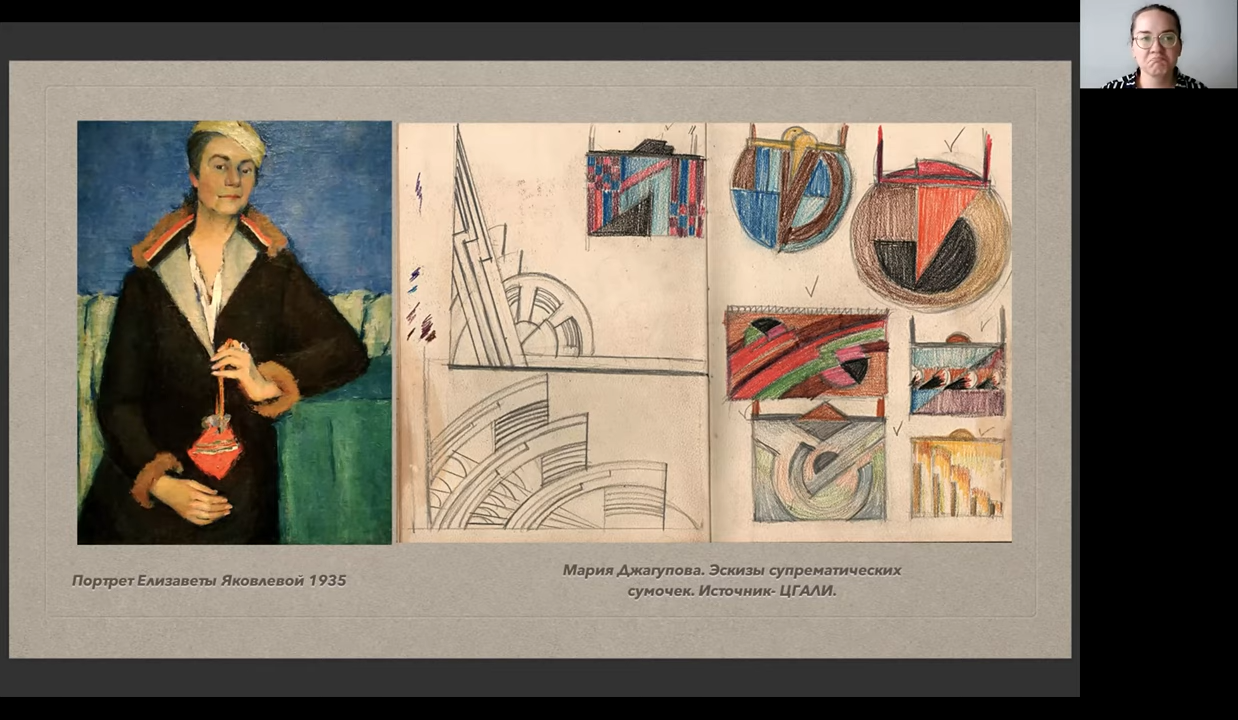 Портрет Елизаветы Яковлевой 1935
Мария Джагупова. Эскизы супрематических
сумочек. Источник- ЦГАЛИ.